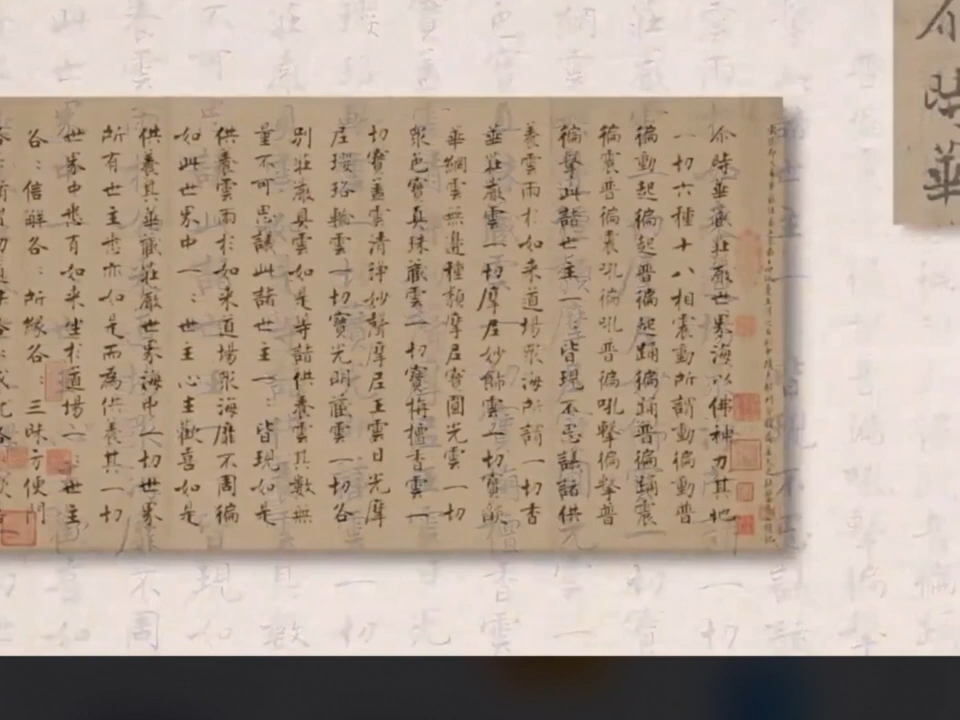 尒時華
尒時華藏莊嚴世界海以佛神力其地
一切六種十八相震動所謂動徧動普
徧動起徧起普徧起踊徧踊普徧踊震
徧震普徧震吼徧吼普徧吼擊徧擊普
徧擊此諸世主一：皆現不思議諸供
養雲雨於如来道場眾海所謂一切香
華莊嚴雲一切摩尼妙飾雲一切寶燄
華網雲無邊種類摩尼寶圓光雲一切
眾色寶真珠藏雲一切寶栴檀香雲一
切寶蓋雲清淨妙聲摩尼王雲日光摩
尼瓔珞輪雲一切寶光明藏雲一切各
別莊嚴具雲如是等諸供養雲其數無
量不可思議此諸世主一：皆現如是
供養雲雨於如来道場眾海靡不周徧
如此世界中一：世主心生歡喜如是
供養其華藏莊嚴世界海中一切世界
所有世主悉亦如是而為供養其一切
世界中悉有如来坐於道場一：世主
各：信解各：所緣各：三昧方便門